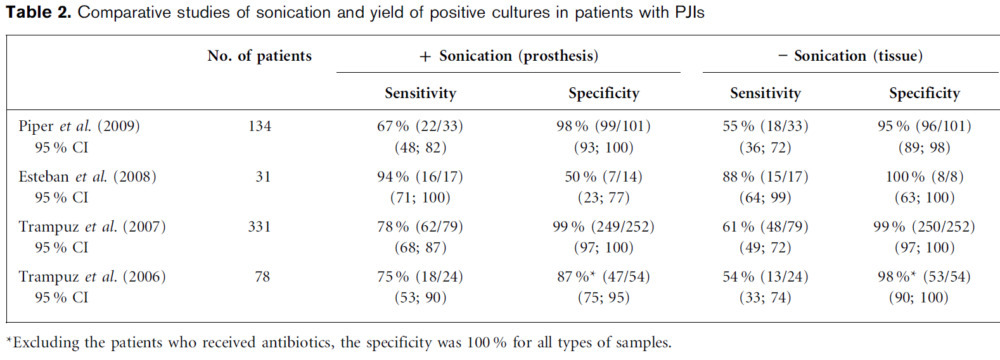 Table 2. Comparative studies of sonication and yield of positive cultures in patients with PJIs
No. of patients + Sonication (prosthesis) − Sonication (tissue)
Sensitivity Specificity Sensitivity Specificity
Piper et al. (2009) 134 67 % (22/33) 98 % (99/101) 55 % (18/33) 95 % (96/101)
95 % CI (48; 82) (93; 100) (36; 72) (89; 98)
Esteban et al. (2008) 31 94 % (16/17) 50 % (7/14) 88 % (15/17) 100 % (8/8)
95 % CI (71; 100) (23; 77) (64; 99) (63; 100)
Trampuz et al. (2007) 331 78 % (62/79) 99 % (249/252) 61 % (48/79) 99 % (250/252)
95 % CI (68; 87) (97; 100) (49; 72) (97; 100)
Trampuz et al. (2006) 78 75 % (18/24) 87 %* (47/54) 54 % (13/24) 98 %* (53/54)
95 % CI (53; 90) (75; 95) (33; 74) (90; 100)
*Excluding the patients who received antibiotics, the specificity was 100 % for all types of samples.